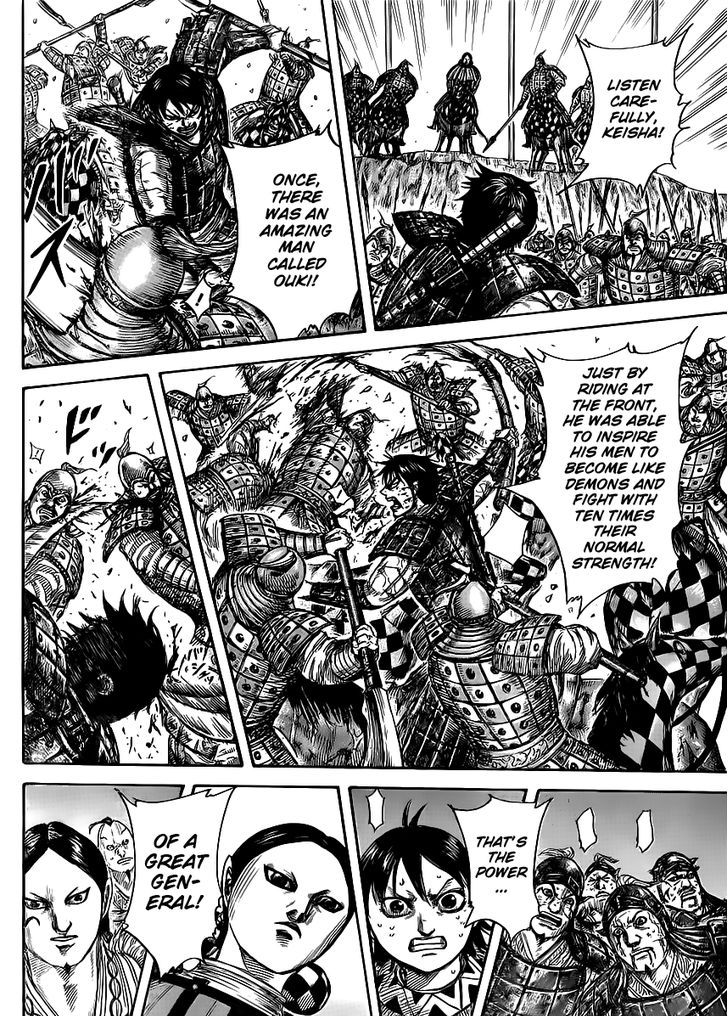 LISTEN
CARE-
FULLY,
KEISHA!
ONCE,
THERE
WAS AN
AMAZING
MAN
CALLED
OUKI!
JUST BY
RIDING AT
THE FRONT,
HE WAS ABLE
TO INSPIRE
HIS MEN TO
BECOME LIKE
DEMONS AND
FIGHT WITH
TEN TIMES
THEIR
NORMAL
STRENGTH!
ドッ
THAT'S
THE
POWER
...
OF A
GREAT
GEN-
ERAL!